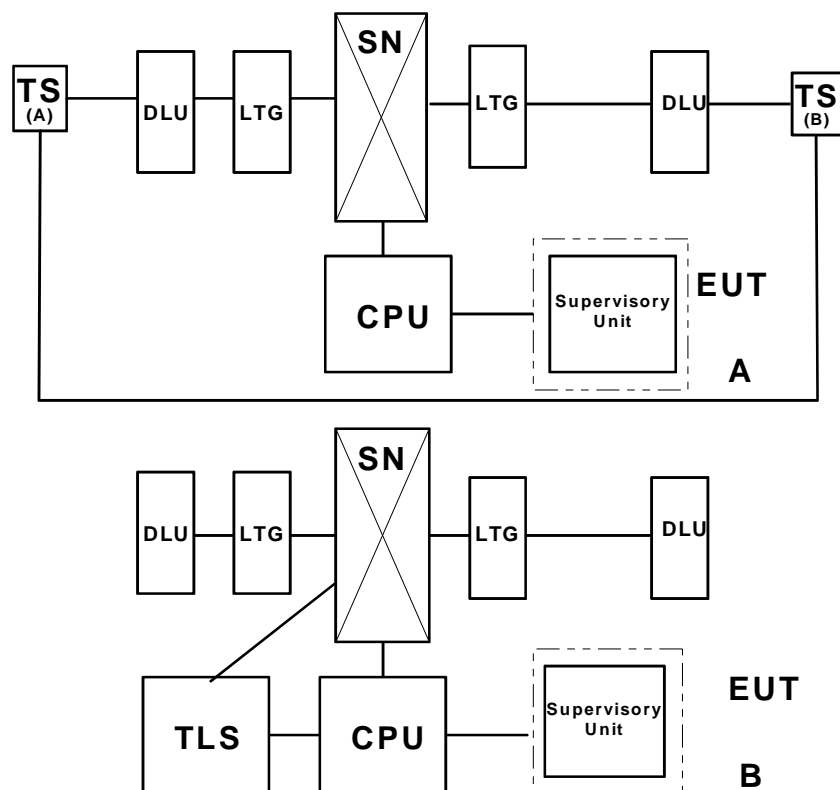 SN
TS
(A)
DLU
LTG
LTG
DLU
TS
(B)
CPU
Supervisory
Unit
EUT
A
SN
DLU
LTG
LTG
DLU
TLS
CPU
Supervisory
Unit
EUT
B